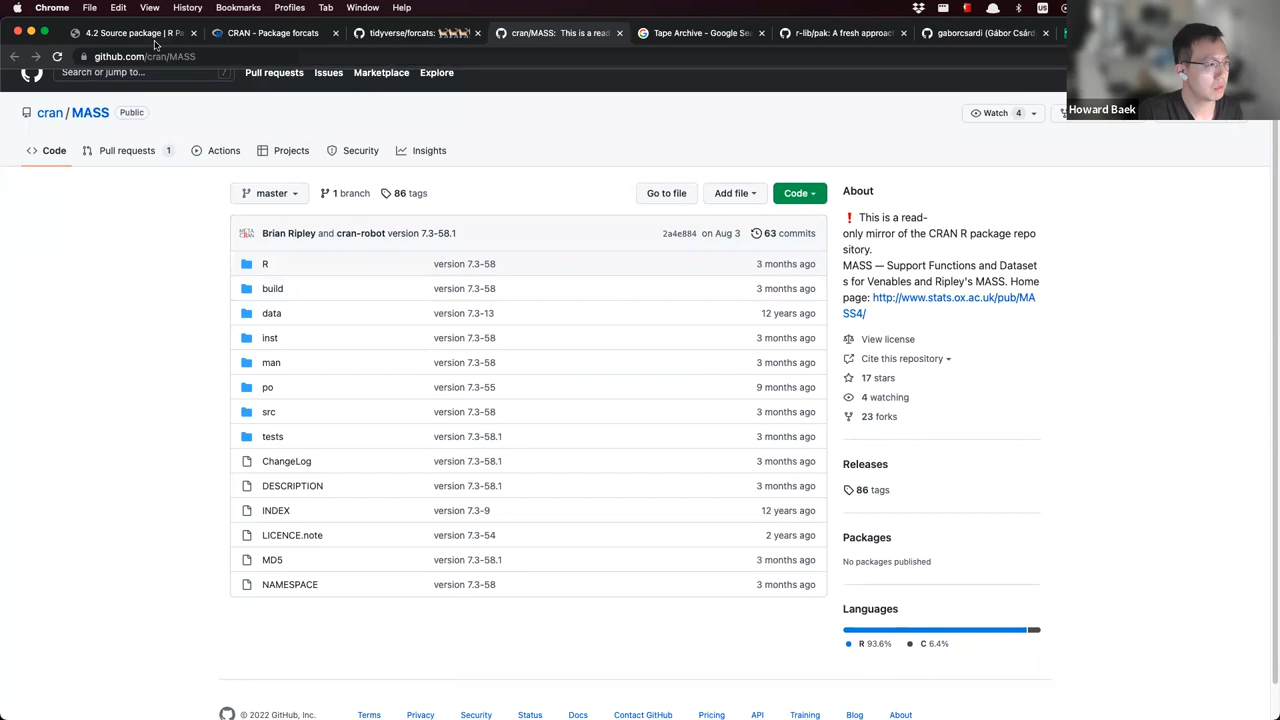 Chrome File Edit View History Bookmarks Profiles Tab Window Help US
4.2 Source package | R Pa CRAN - Package forcats tidyverse/forcats: cran/MASS: This is a read Tape Archive - Google Se r-lib/pak: A fresh approac gaborcsardi (Gábor Csárd
github.com/cran/MASS
Search or jump to... / Pull requests Issues Marketplace Explore
Howard Baek
cran / MASS Public Watch 4
Code Pull requests 1 Actions Projects Security Insights
master 1 branch 86 tags Go to file Add file Code
Brian Ripley and cran-robot version 7.3-58.1 2a4e884 on Aug 3 63 commits
R version 7.3-58 3 months ago
build version 7.3-58 3 months ago
data version 7.3-13 12 years ago
inst version 7.3-58 3 months ago
man version 7.3-58 3 months ago
po version 7.3-55 9 months ago
src version 7.3-58 3 months ago
tests version 7.3-58.1 3 months ago
ChangeLog version 7.3-58.1 3 months ago
DESCRIPTION version 7.3-58.1 3 months ago
INDEX version 7.3-9 12 years ago
LICENCE.note version 7.3-54 2 years ago
MD5 version 7.3-58.1 3 months ago
NAMESPACE version 7.3-58 3 months ago
About
❗ This is a read-
only mirror of the CRAN R package repo
sitory.
MASS — Support Functions and Dataset
s for Venables and Ripley's MASS. Home
page: http://www.stats.ox.ac.uk/pub/MA
SS4/
View license
Cite this repository
17 stars
4 watching
23 forks
Releases
86 tags
Packages
No packages published
Languages
R 93.6% C 6.4%
© 2022 GitHub, Inc. Terms Privacy Security Status Docs Contact GitHub Pricing API Training Blog About